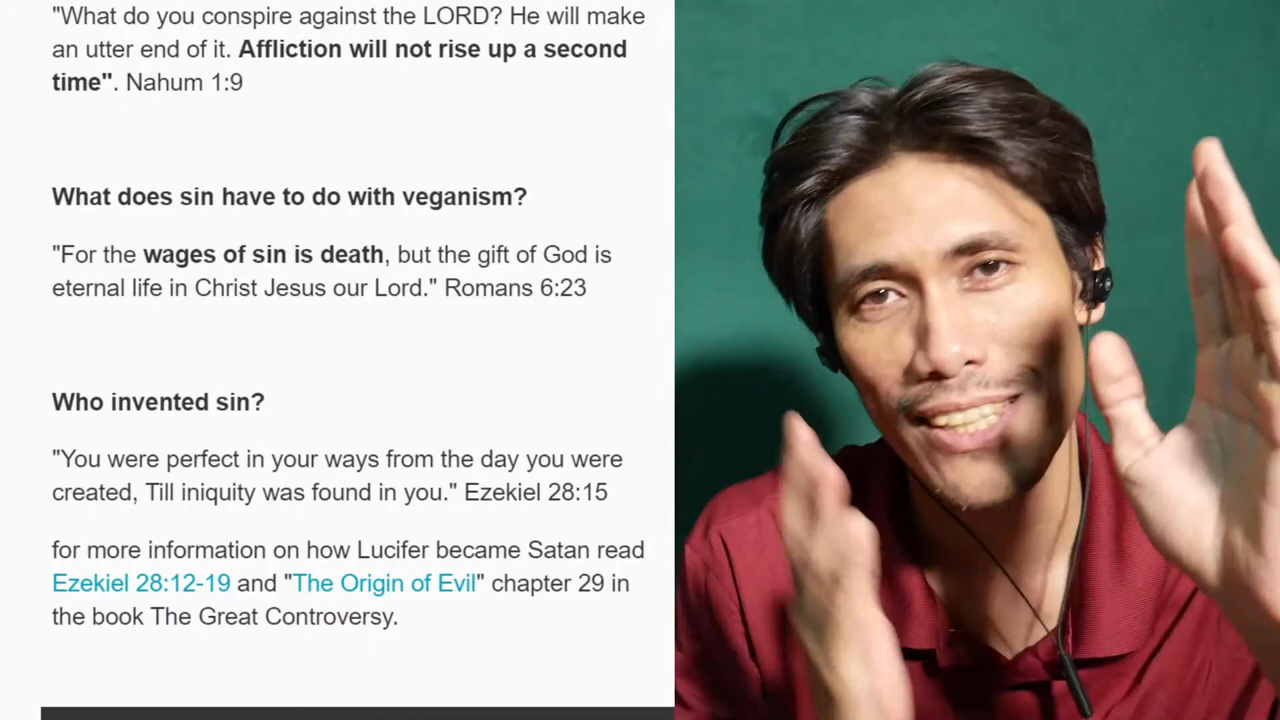 "What do you conspire against the LORD? He will make
an utter end of it. Affliction will not rise up a second
time". Nahum 1:9
What does sin have to do with veganism?
"For the wages of sin is death, but the gift of God is
eternal life in Christ Jesus our Lord." Romans 6:23
Who invented sin?
"You were perfect in your ways from the day you were
created, Till iniquity was found in you." Ezekiel 28:15
for more information on how Lucifer became Satan read
Ezekiel 28:12-19 and "The Origin of Evil" chapter 29 in
the book The Great Controversy.